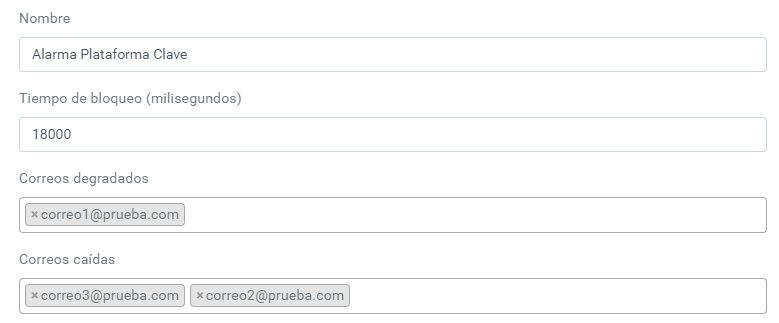 Nombre
Alarma Plataforma Clave
Tiempo de bloqueo (milisegundos)
18000
Correos degradados
×correo1@prueba.com
Correos caídas
×correo3@prueba.com ×correo2@prueba.com